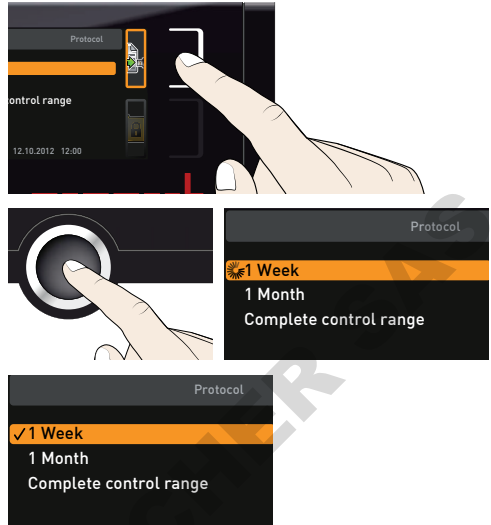 Protocol
ontrol range
12.10.2012 12:00
Protocol
1 Week
1 Month
Complete control range
Protocol
✓1 Week
1 Month
Complete control range